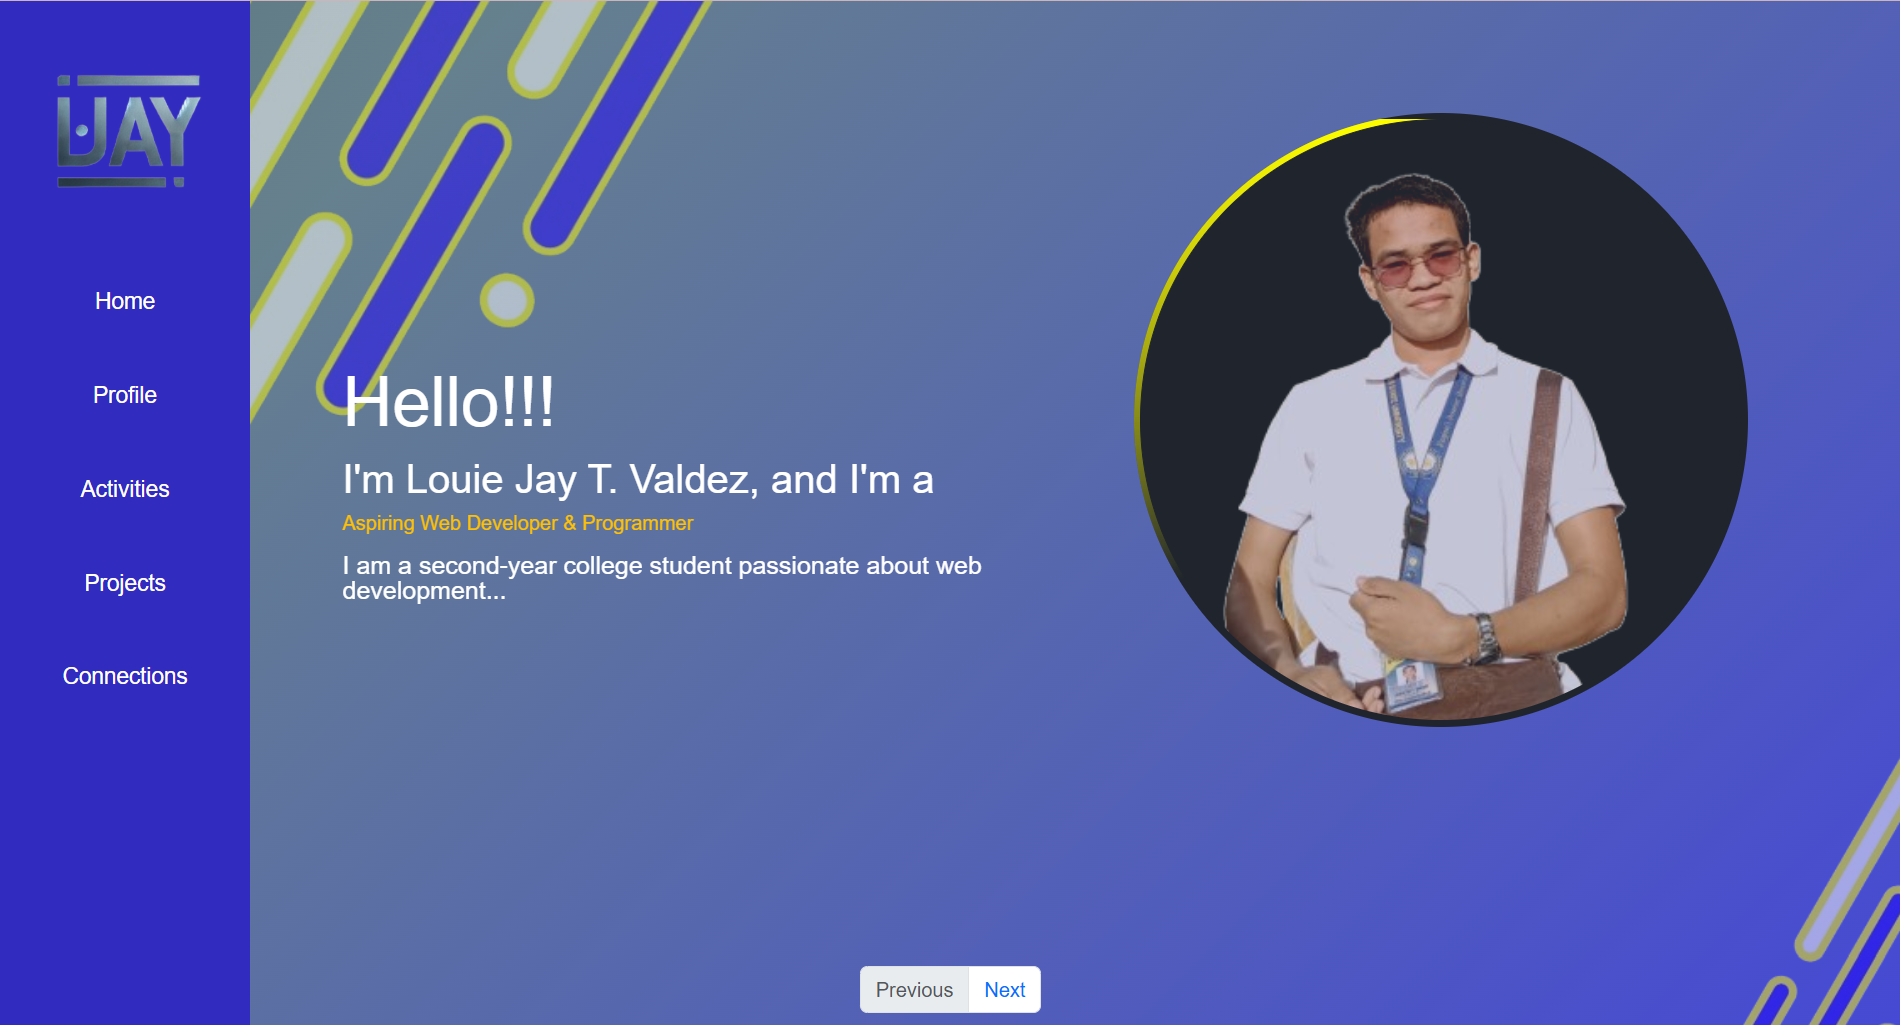 IJAY
Home
Profile
Activities
Projects
Connections
Hello!!!
I'm Louie Jay T. Valdez, and I'm a
Aspiring Web Developer & Programmer
I am a second-year college student passionate about web
development...
Previous
Next